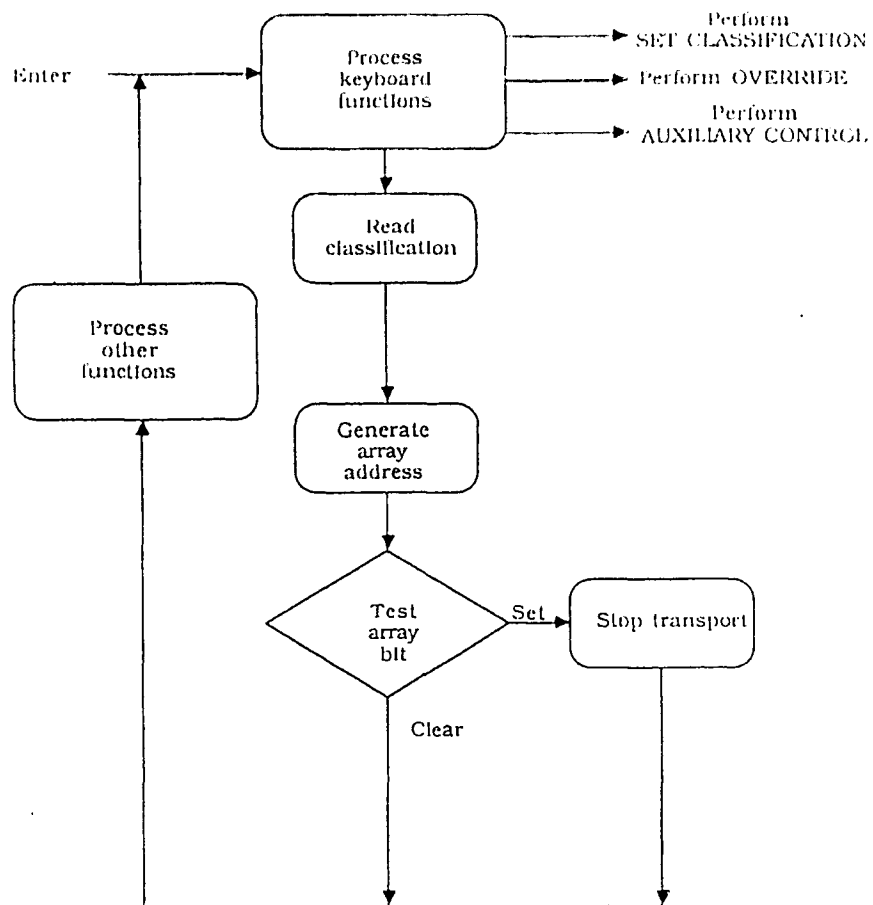 Perform
SET CLASSIFICATION
Enter
Process
keyboard
functions
Perform OVERRIDE
Perform
AUXILIARY CONTROL
Read
classification
Process
other
functions
Generate
array
address
Test
array
bit
Set
Stop transport
Clear